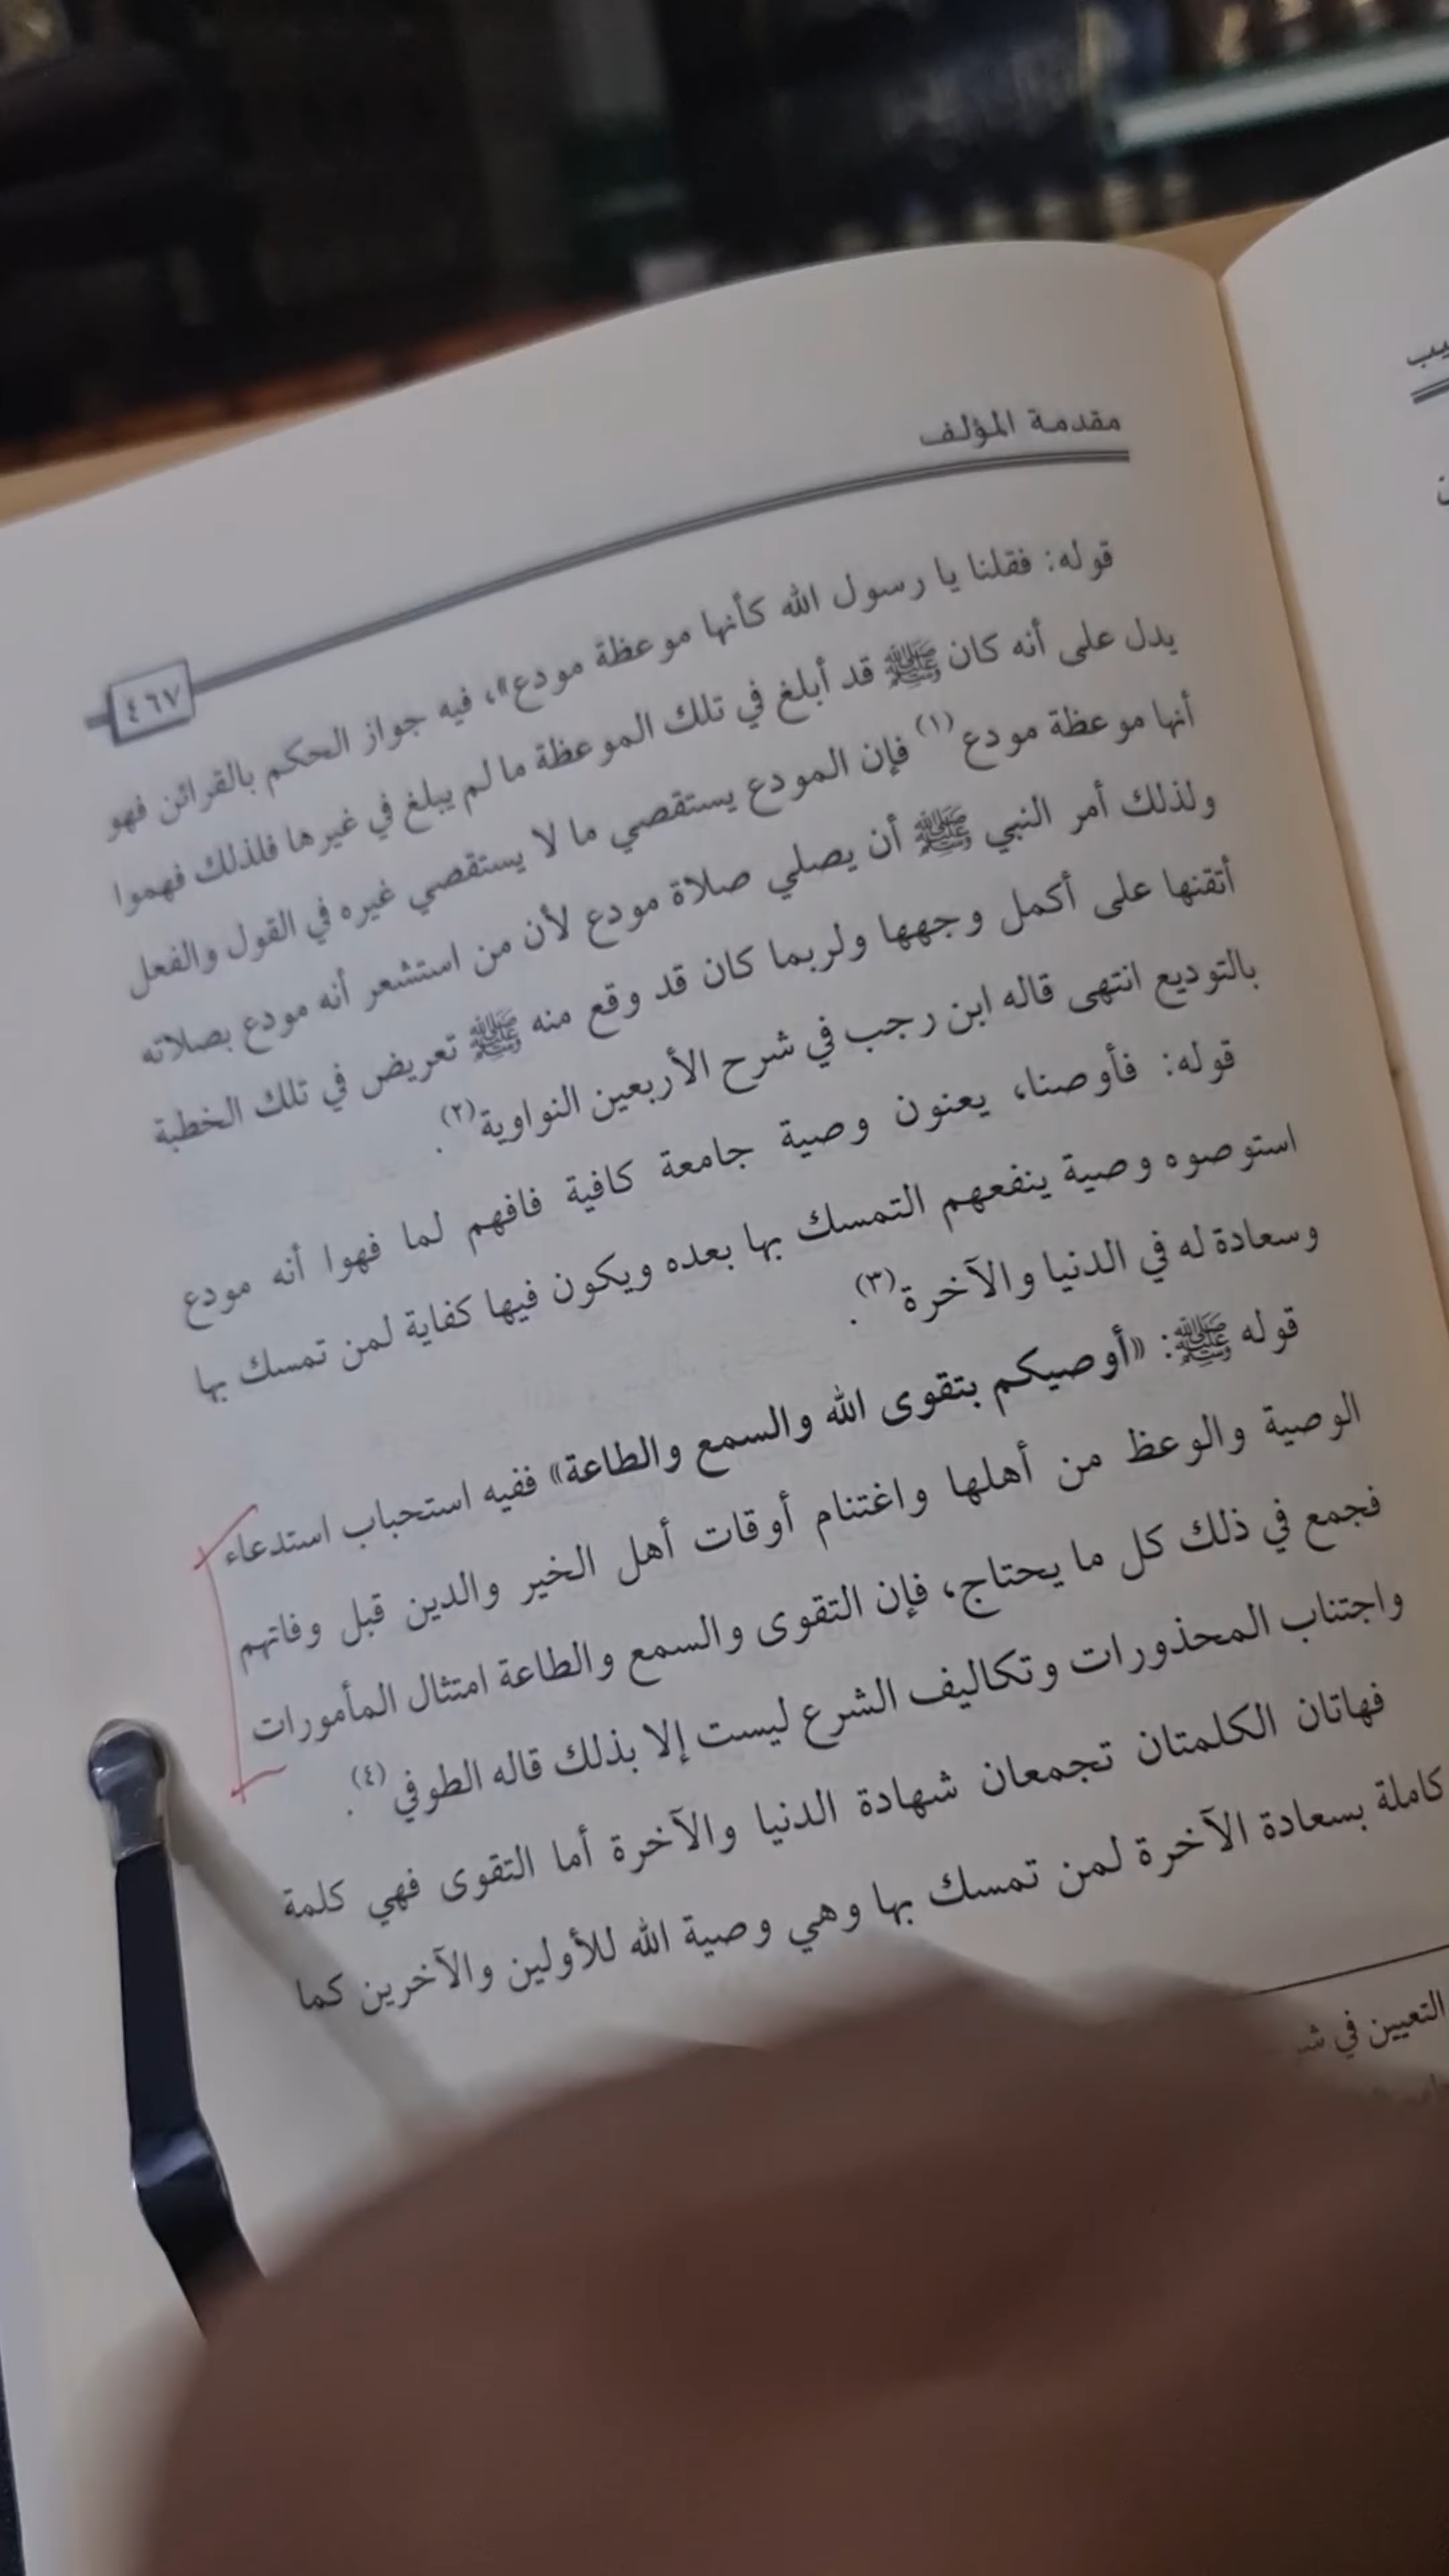 مقدمة المؤلف
٤٦٧
قوله: فقلنا يا رسول الله كأنها موعظة مودع»، فيه جواز الحكم بالقرائن فهو
يدل على أنه كان ﷺ قد أبلغ في تلك الموعظة ما لم يبلغ في غيرها فلذلك فهموا
أنها موعظة مودع(١) فإن المودع يستقصي ما لا يستقصي غيره في القول والفعل
ولذلك أمر النبي ﷺ أن يصلي صلاة مودع لأن من استشعر أنه مودع بصلاته
أتقنها على أكمل وجهها ولربما كان قد وقع منه ﷺ تعريض في تلك الخطبة
بالتوديع انتهى قاله ابن رجب في شرح الأربعين النواوية(٢).
قوله: فأوصنا، يعنون وصية جامعة كافية فافهم لما فهوا أنه مودع
استوصوه وصية ينفعهم التمسك بها بعده ويكون فيها كفاية لمن تمسك بها
وسعادة له في الدنيا والآخرة(٣).
قوله ﷺ: «أوصيكم بتقوى الله والسمع والطاعة» ففيه استحباب استدعاء
الوصية والوعظ من أهلها واغتنام أوقات أهل الخير والدين قبل وفاتهم
فجمع في ذلك كل ما يحتاج، فإن التقوى والسمع والطاعة امتثال المأمورات
واجتناب المحذورات وتكاليف الشرع ليست إلا بذلك قاله الطوفي(٤).
فهاتان الكلمتان تجمعان شهادة الدنيا والآخرة أما التقوى فهي كلمة
كاملة بسعادة الآخرة لمن تمسك بها وهي وصية الله للأولين والآخرين كما
التعيين في